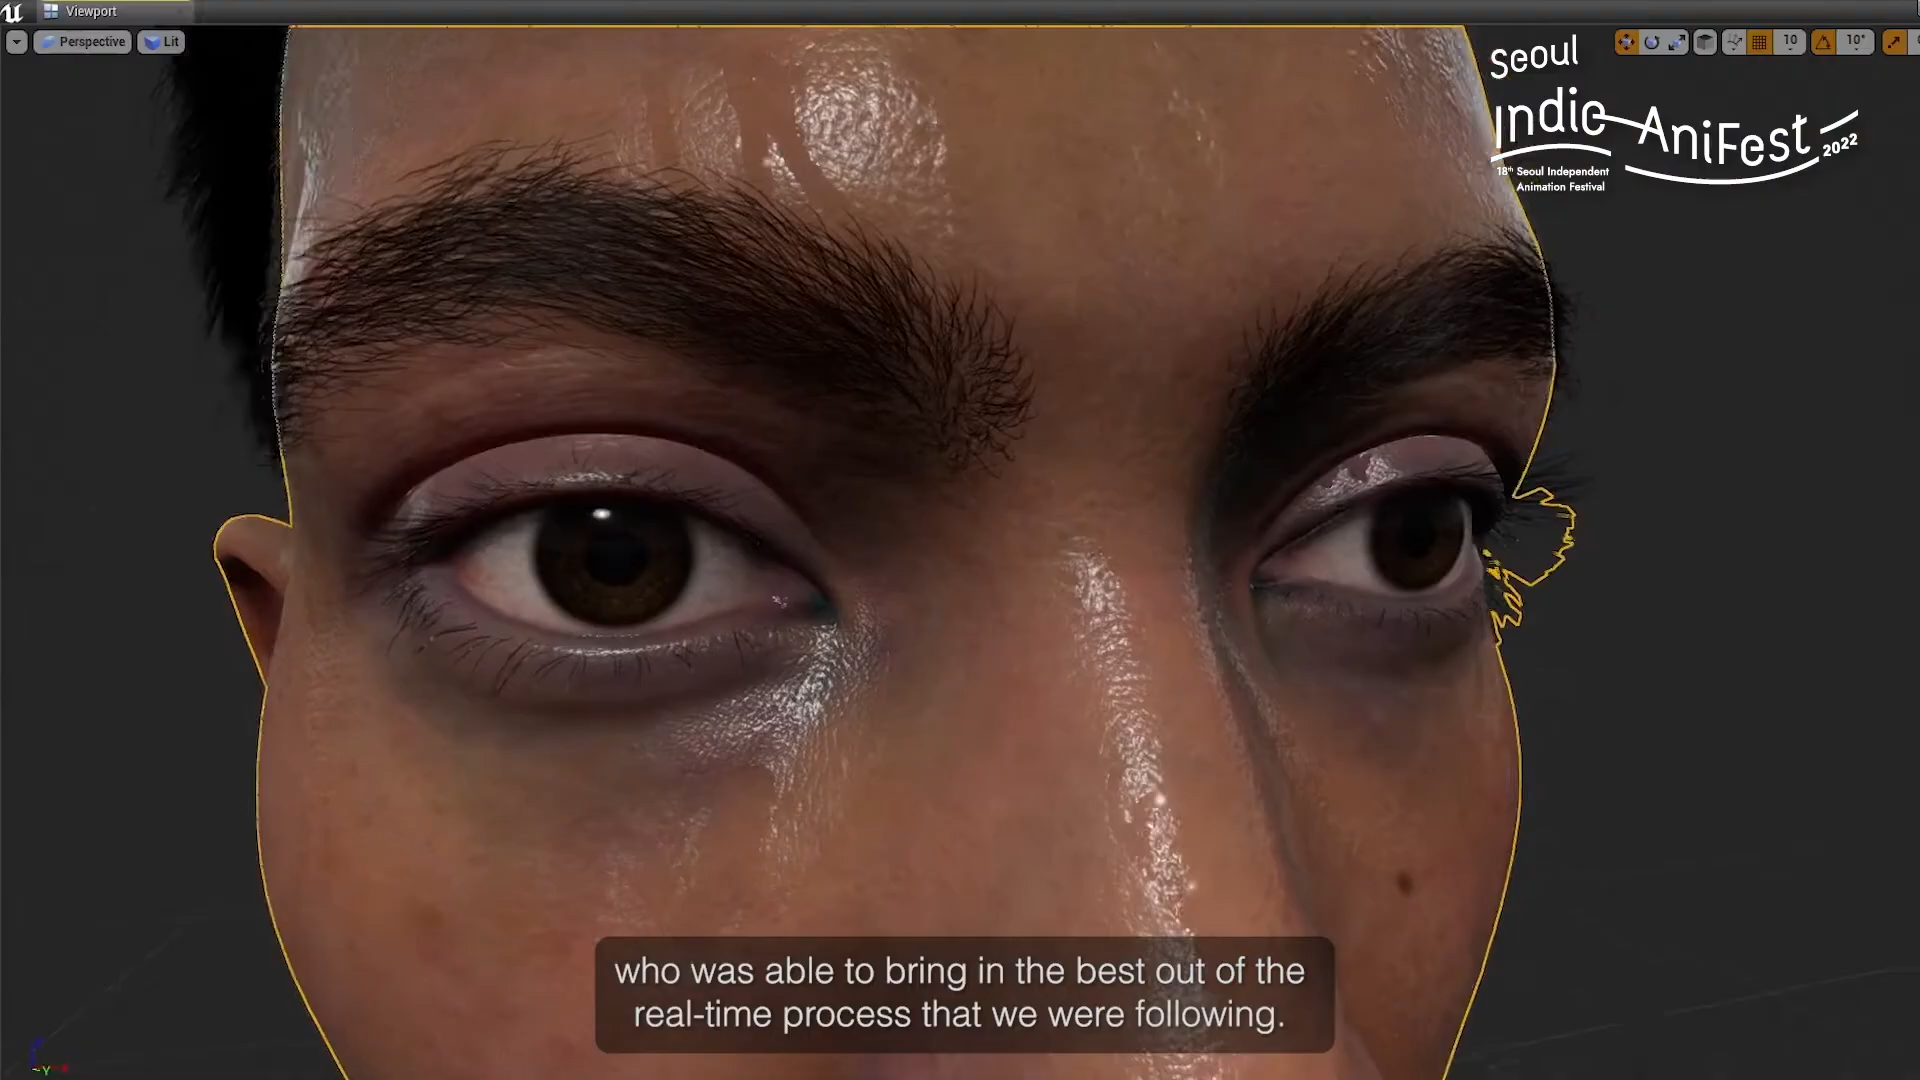 Viewport
Perspective
Lit
10
10°
Seoul
Indie AniFest 2022
18th Seoul Independent
Animation Festival
who was able to bring in the best out of the
real-time process that we were following.
Y